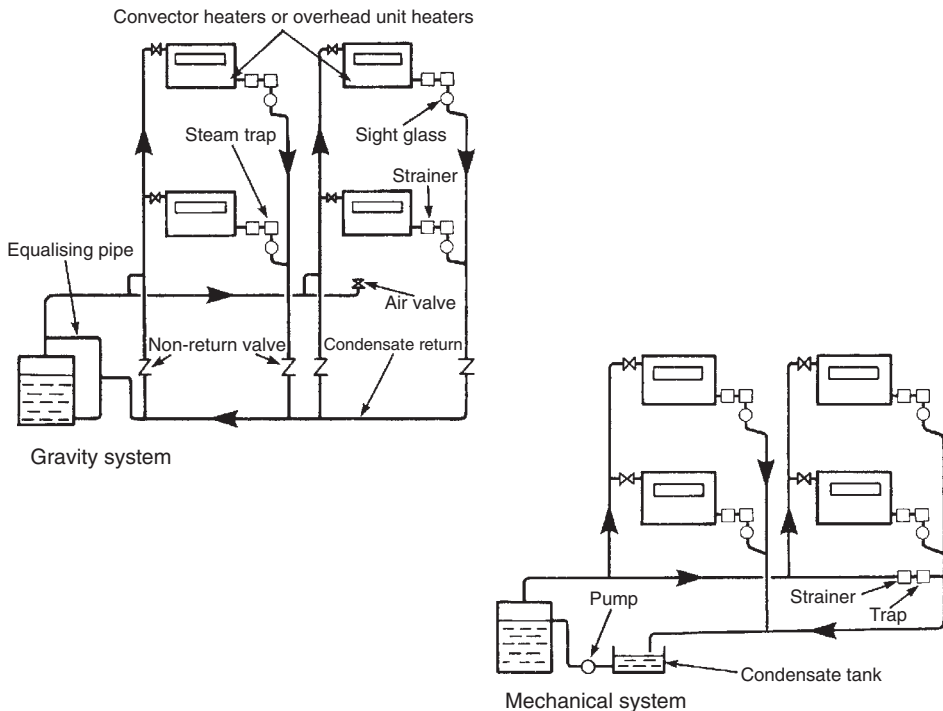 Convector heaters or overhead unit heaters
Steam trap
Sight glass
Strainer
Equalising pipe
Air valve
Non-return valve
Condensate return
Gravity system
Strainer
Trap
Pump
Condensate tank
Mechanical system